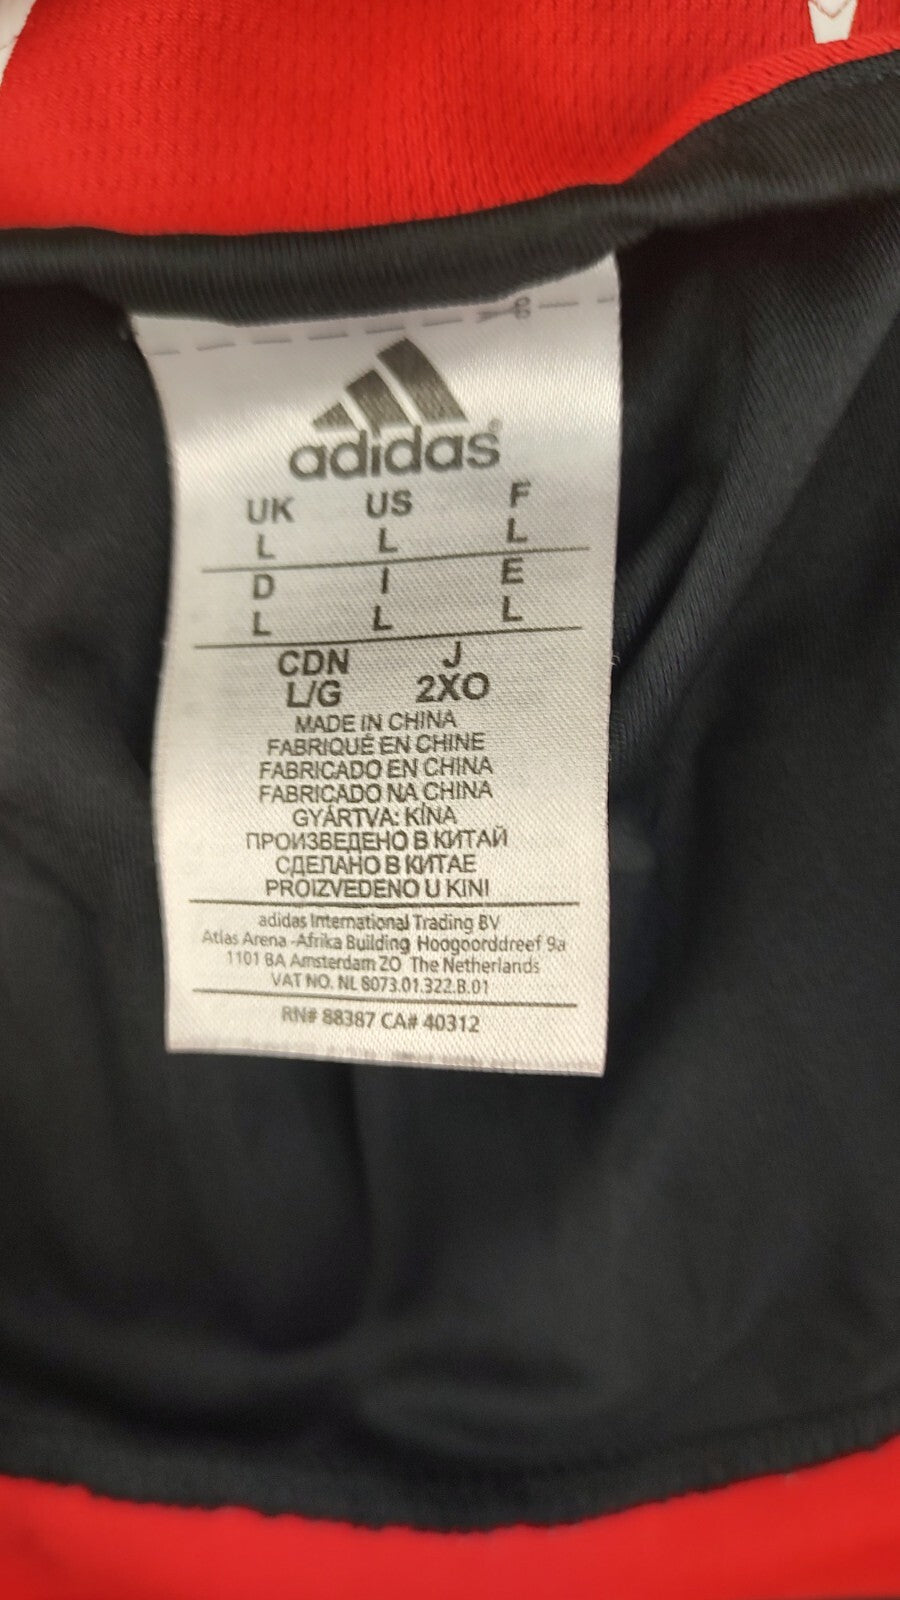 adidas®
UK US F
L L L
D I E
L L L
CDN J
L/G 2XO
MADE IN CHINA
FABRIQUÉ EN CHINE
FABRICADO EN CHINA
FABRICADO NA CHINA
GYÁRTVA: KÍNA
ПРОИЗВЕДЕНО В КИТАЙ
СДЕЛАНО В КИТАЕ
PROIZVEDENO U KINI
adidas International Trading BV
Atlas Arena -Afrika Building Hoogoorddreef 9a
1101 BA Amsterdam ZO The Netherlands
VAT NO. NL 8073.01.322.B.01
RN# 88387 CA# 40312